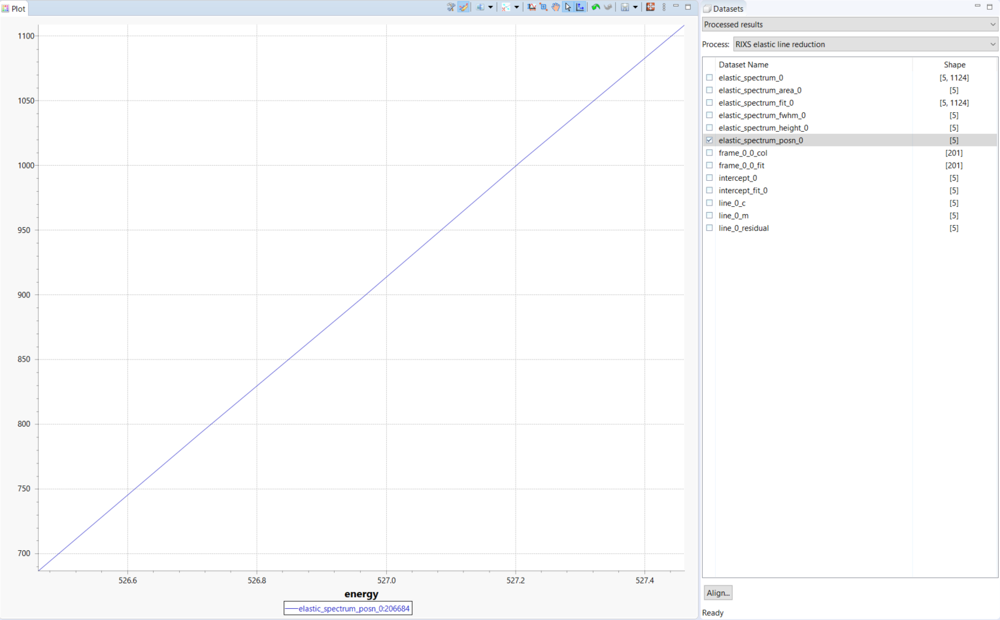 Plot
1100
1050
1000
950
900
850
800
750
700
526.6
526.8
527.0
527.2
527.4
energy
elastic_spectrum_posn_0:206684
Datasets
Processed results
Process: RIXS elastic line reduction
Dataset Name Shape
elastic_spectrum_0 [5, 1124]
elastic_spectrum_area_0 [5]
elastic_spectrum_fit_0 [5, 1124]
elastic_spectrum_fwhm_0 [5]
elastic_spectrum_height_0 [5]
elastic_spectrum_posn_0 [5]
frame_0_0_col [201]
frame_0_0_fit [201]
intercept_0 [5]
intercept_fit_0 [5]
line_0_c [5]
line_0_m [5]
line_0_residual [5]
Align...
Ready